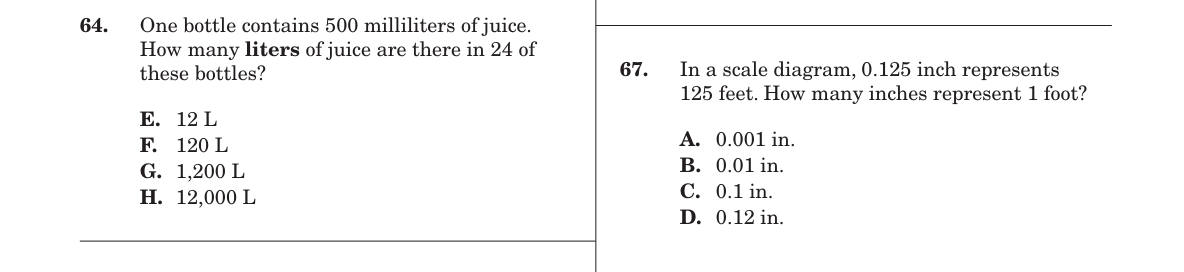 64. One bottle contains 500 milliliters of juice.
How many liters of juice are there in 24 of
these bottles?
E. 12 L
F. 120 L
G. 1,200 L
H. 12,000 L
67. In a scale diagram, 0.125 inch represents
125 feet. How many inches represent 1 foot?
A. 0.001 in.
B. 0.01 in.
C. 0.1 in.
D. 0.12 in.